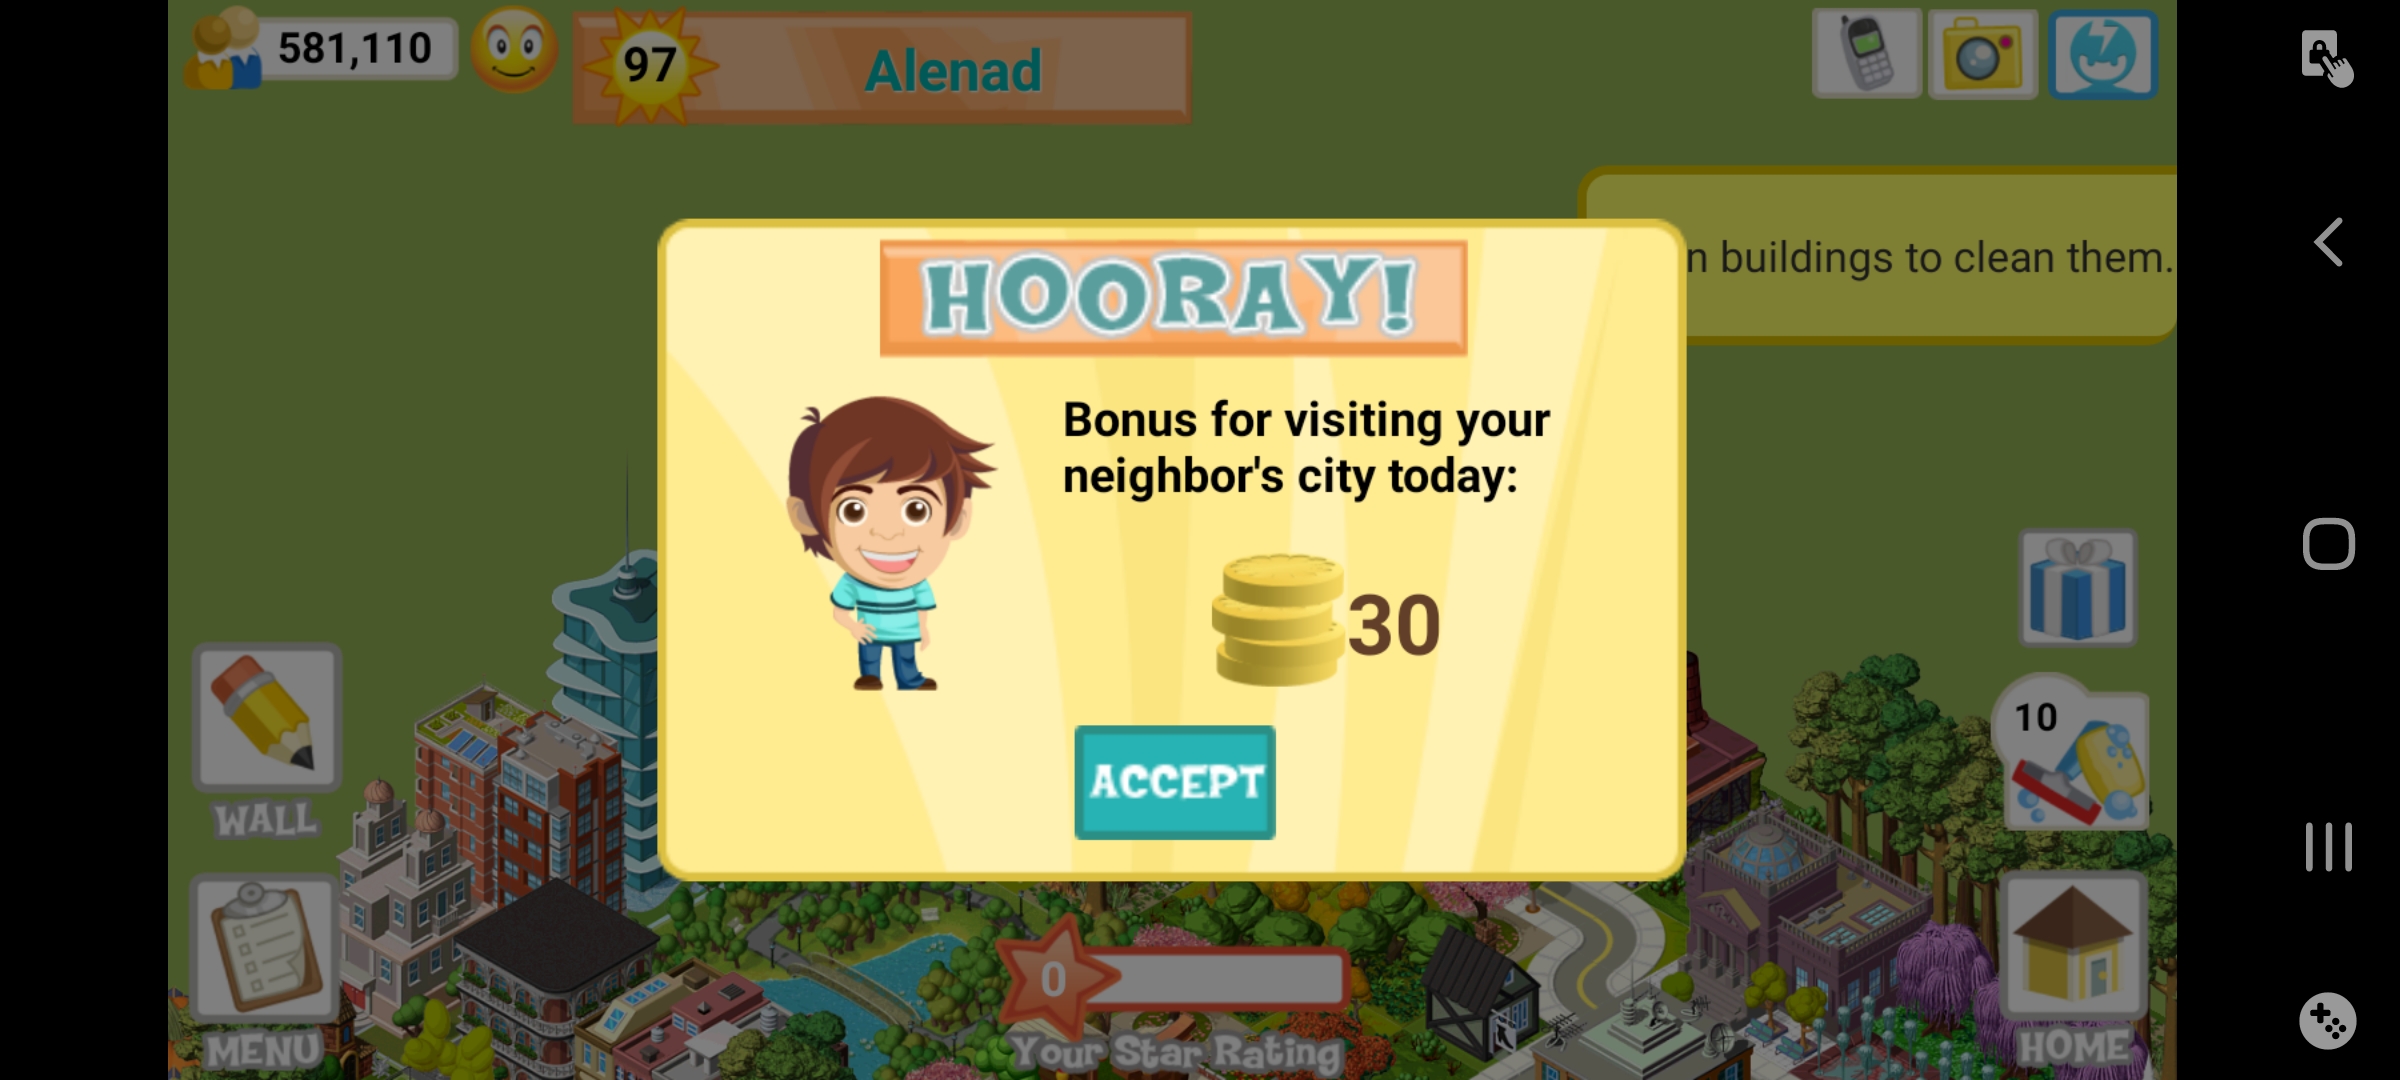 581,110
97
Alenad
n buildings to clean them.
HOORAY!
Bonus for visiting your
neighbor's city today:
30
ACCEPT
WALL
10
MENU
0
Your Star Rating
HOME